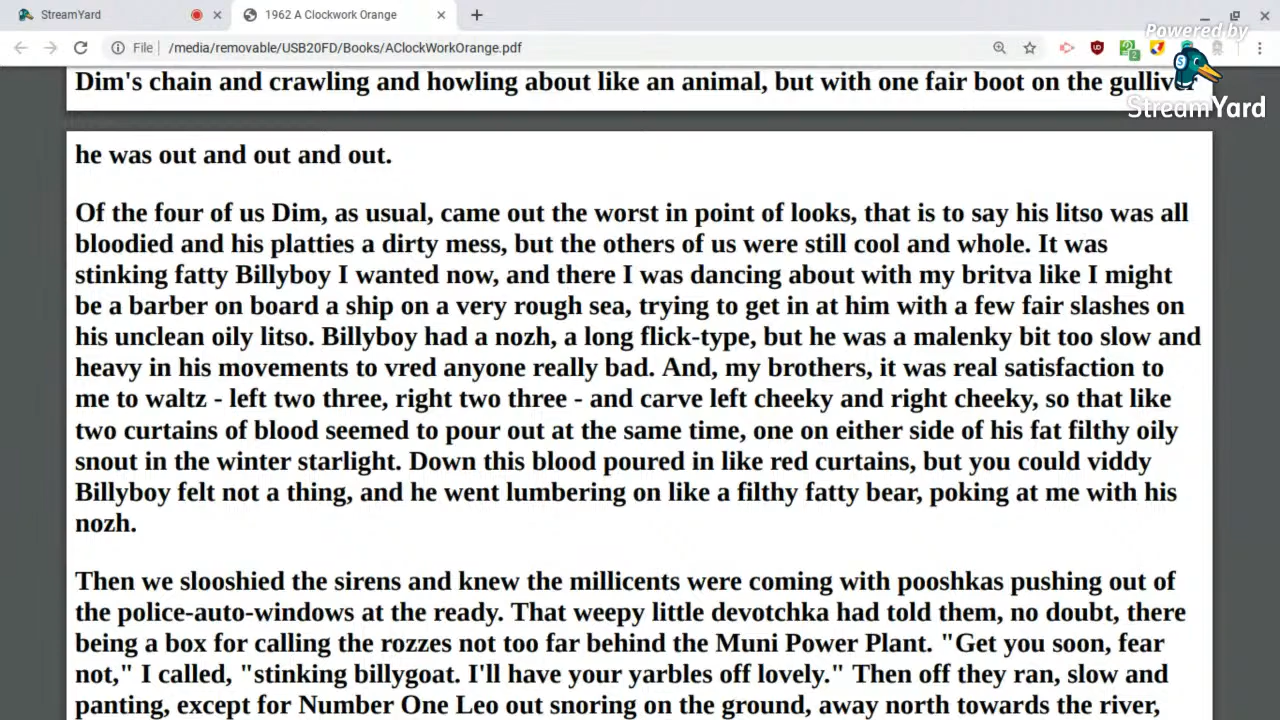 StreamYard
1962 A Clockwork Orange
File
/media/removable/USB20FD/Books/AClockWorkOrange.pdf
Powered by
StreamYard
Dim's chain and crawling and howling about like an animal, but with one fair boot on the gulliver
he was out and out and out.
Of the four of us Dim, as usual, came out the worst in point of looks, that is to say his litso was all
bloodied and his platties a dirty mess, but the others of us were still cool and whole. It was
stinking fatty Billyboy I wanted now, and there I was dancing about with my britva like I might
be a barber on board a ship on a very rough sea, trying to get in at him with a few fair slashes on
his unclean oily litso. Billyboy had a nozh, a long flick-type, but he was a malenky bit too slow and
heavy in his movements to vred anyone really bad. And, my brothers, it was real satisfaction to
me to waltz - left two three, right two three - and carve left cheeky and right cheeky, so that like
two curtains of blood seemed to pour out at the same time, one on either side of his fat filthy oily
snout in the winter starlight. Down this blood poured in like red curtains, but you could viddy
Billyboy felt not a thing, and he went lumbering on like a filthy fatty bear, poking at me with his
nozh.
Then we slooshied the sirens and knew the millicents were coming with pooshkas pushing out of
the police-auto-windows at the ready. That weepy little devotchka had told them, no doubt, there
being a box for calling the rozzes not too far behind the Muni Power Plant. "Get you soon, fear
not," I called, "stinking billygoat. I'll have your yarbles off lovely." Then off they ran, slow and
panting, except for Number One Leo out snoring on the ground, away north towards the river,